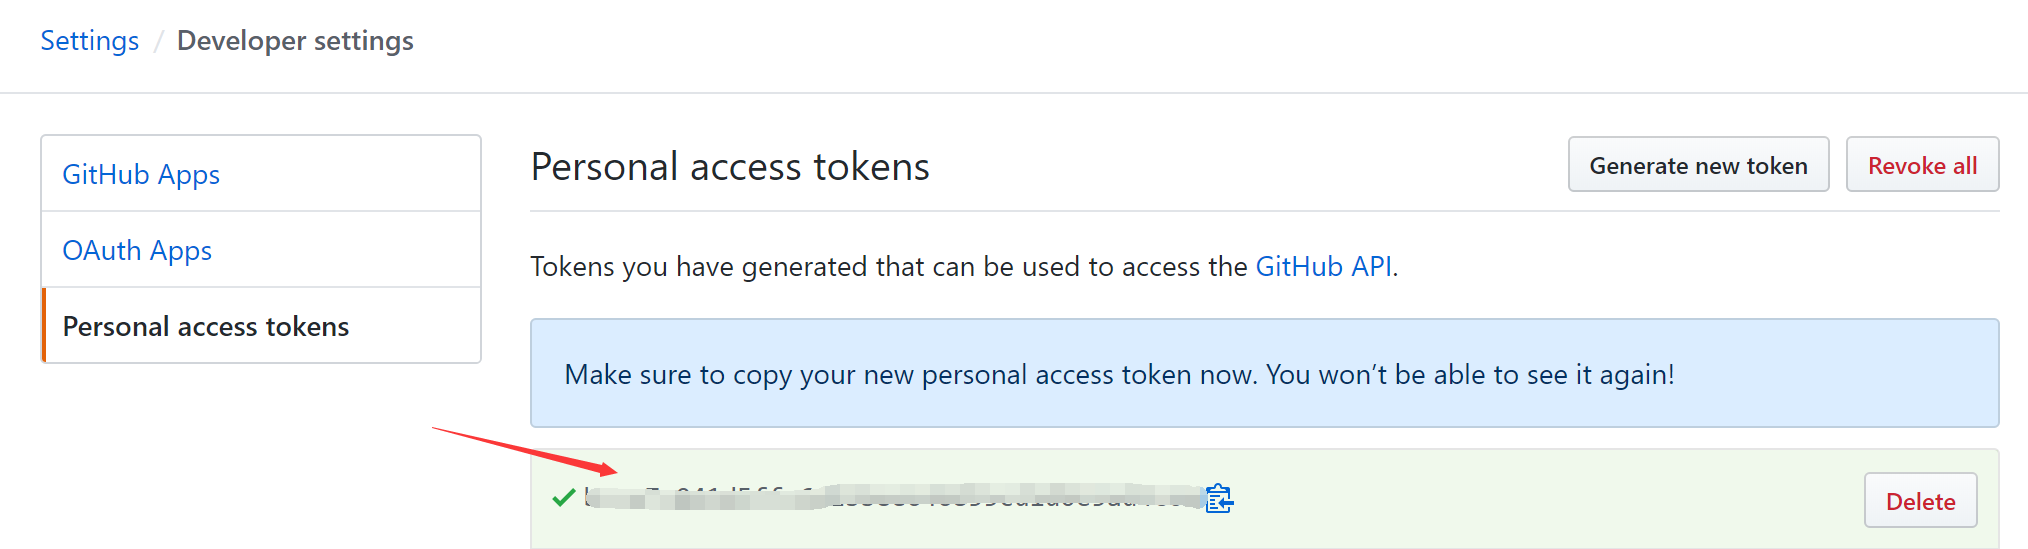 Settings / Developer settings
GitHub Apps
OAuth Apps
Personal access tokens
Personal access tokens
Generate new token
Revoke all
Tokens you have generated that can be used to access the GitHub API.
Make sure to copy your new personal access token now. You won’t be able to see it again!
Delete